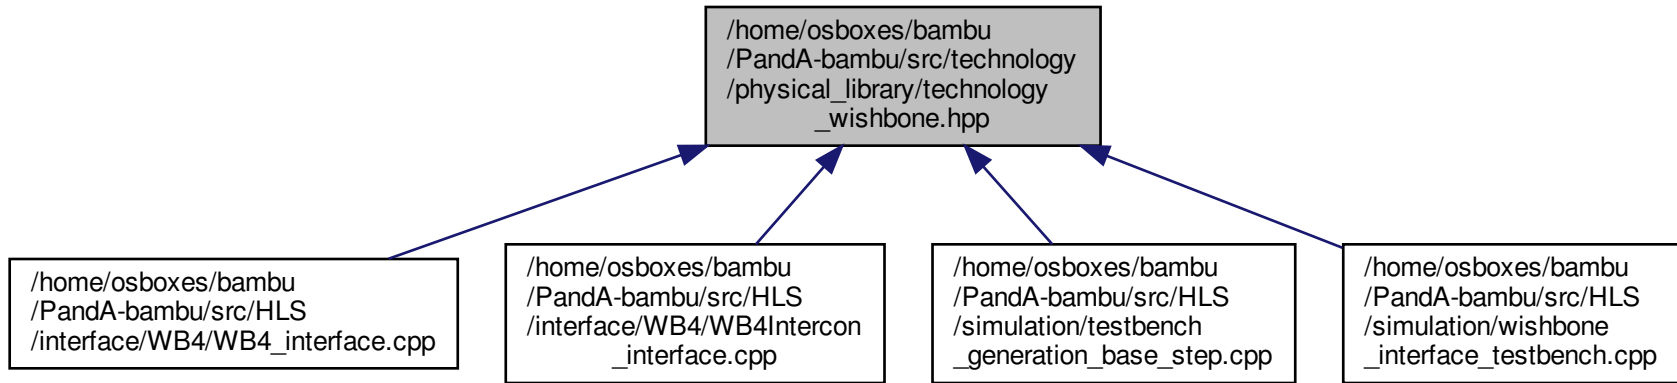 /home/osboxes/bambu
/PandA-bambu/src/technology
/physical_library/technology
_wishbone.hpp
/home/osboxes/bambu
/PandA-bambu/src/HLS
/interface/WB4/WB4_interface.cpp
/home/osboxes/bambu
/PandA-bambu/src/HLS
/interface/WB4/WB4Intercon
_interface.cpp
/home/osboxes/bambu
/PandA-bambu/src/HLS
/simulation/testbench
_generation_base_step.cpp
/home/osboxes/bambu
/PandA-bambu/src/HLS
/simulation/wishbone
_interface_testbench.cpp